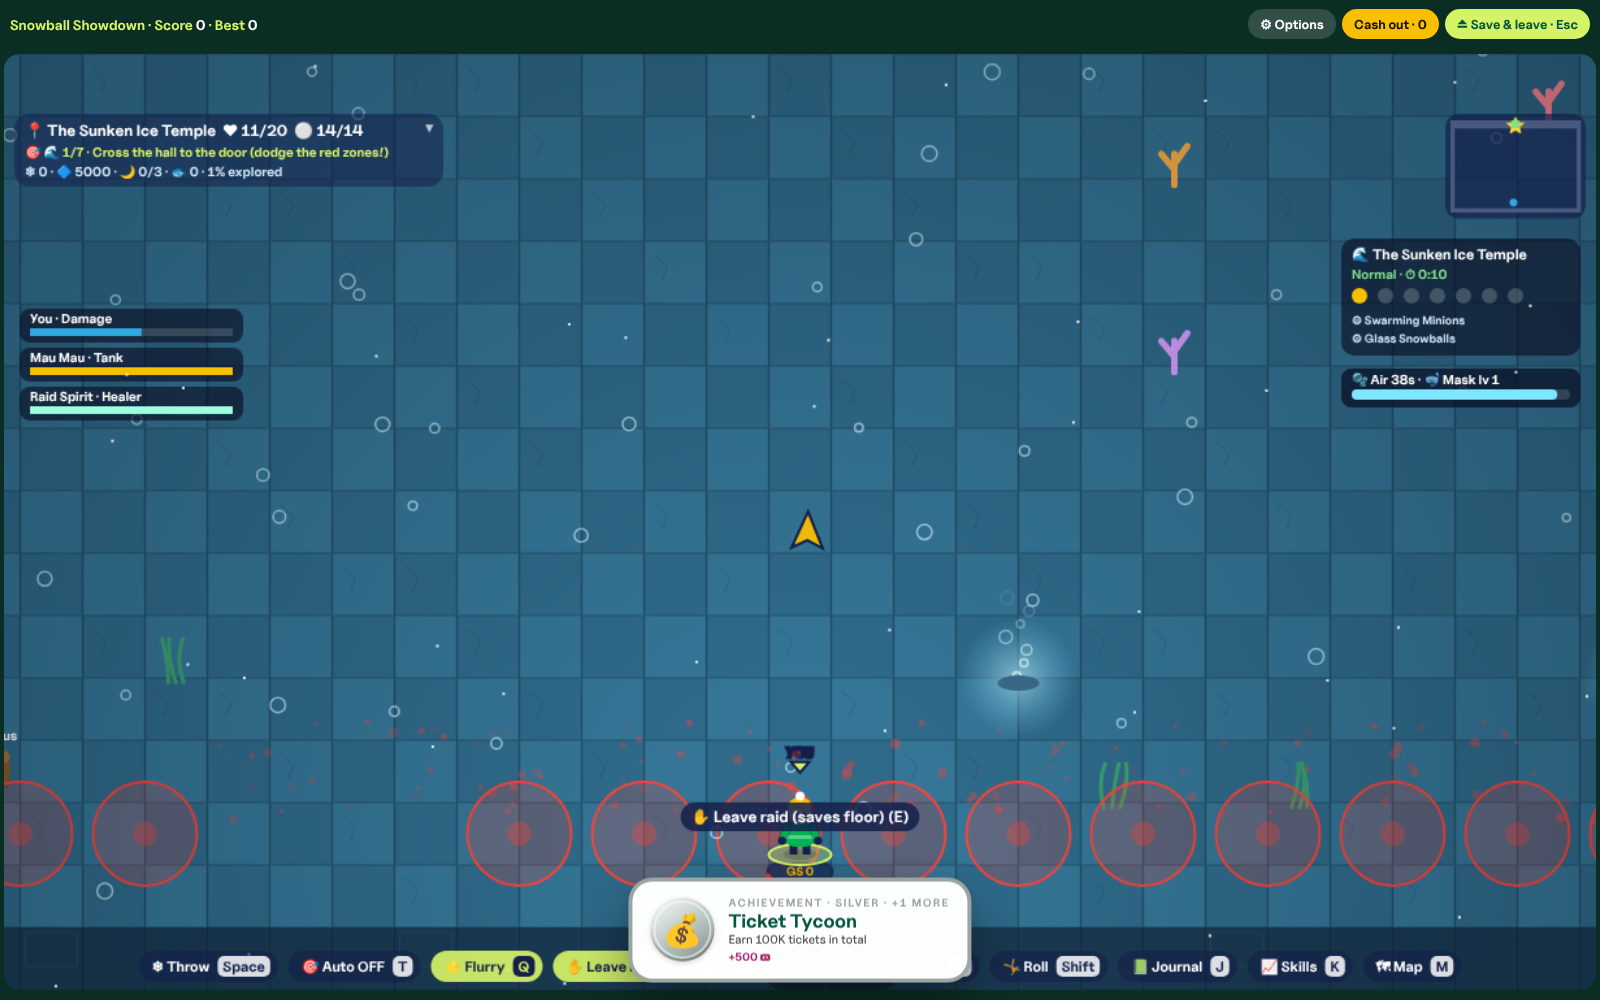 Snowball Showdown · Score 0 · Best 0
⚙ Options
Cash out · 0
⏏ Save & leave · Esc
📍 The Sunken Ice Temple ♥ 11/20 ⚪ 14/14 ▼
🎯 🌊 1/7 · Cross the hall to the door (dodge the red zones!)
❄ 0 · 🔷 5000 · 🌙 0/3 · 🐟 0 · 1% explored
🌊 The Sunken Ice Temple
Normal · ⏱ 0:10
⚙ Swarming Minions
⚙ Glass Snowballs
🫧 Air 38s · 🤿 Mask lv 1
You · Damage
Mau Mau · Tank
Raid Spirit · Healer
us
✋ Leave raid (saves floor) (E)
GS 0
ACHIEVEMENT · SILVER · +1 MORE
Ticket Tycoon
Earn 100K tickets in total
+500
❄ Throw Space
🎯 Auto OFF T
⭐ Flurry Q
✋ Leave
🤸 Roll Shift
📗 Journal J
📈 Skills K
🗺 Map M